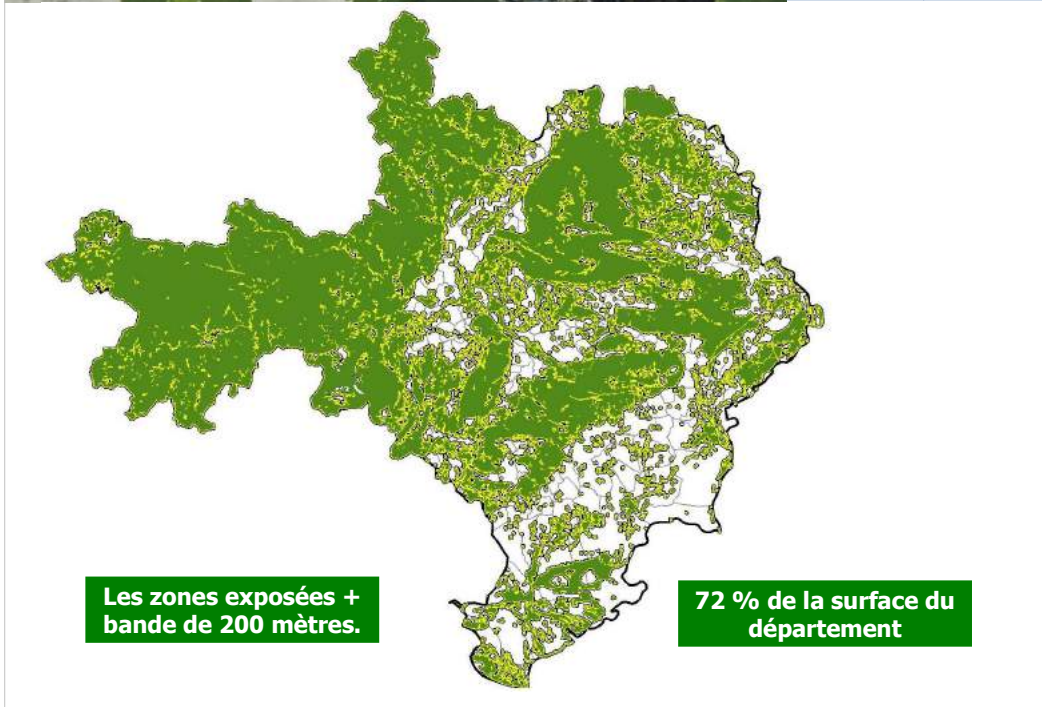 Les zones exposées +
bande de 200 mètres.
72 % de la surface du
département